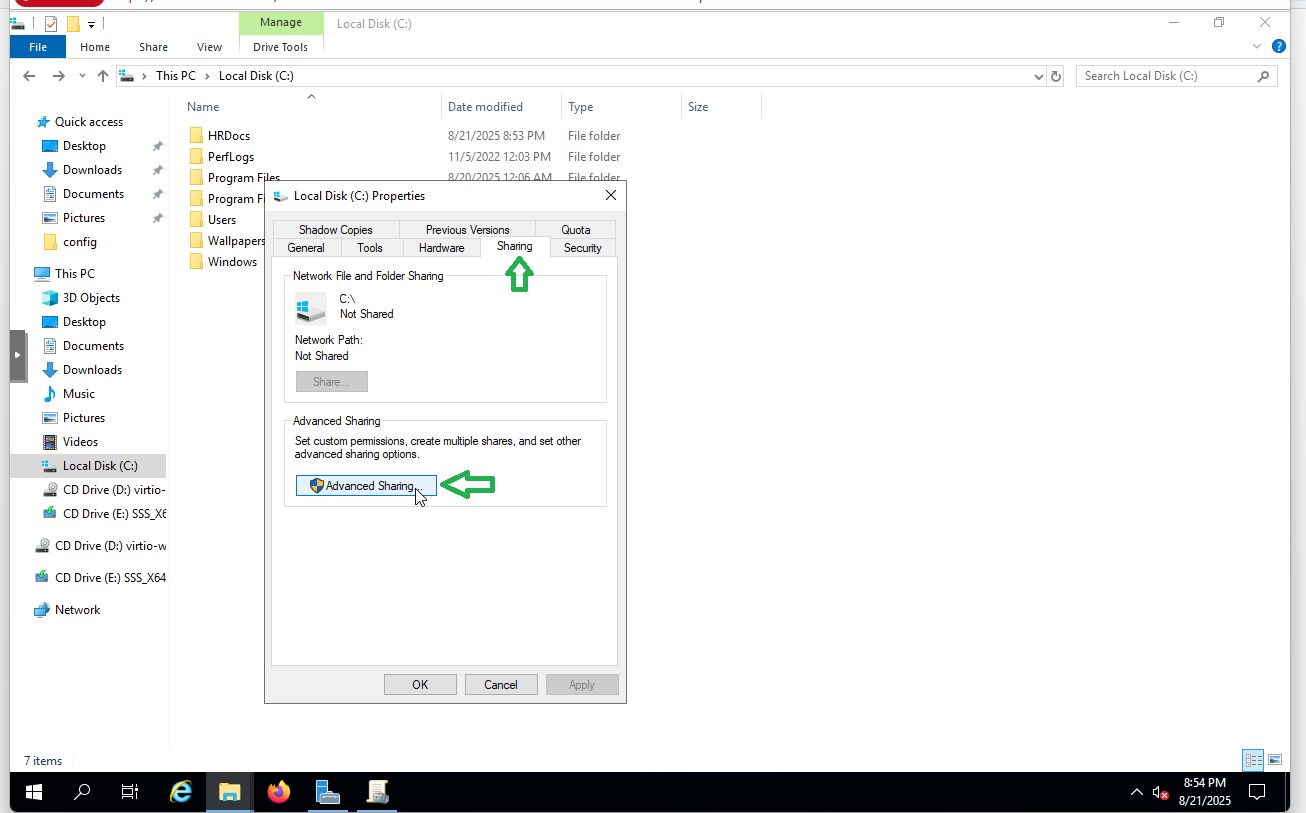 Manage
Local Disk (C:)
File
Home
Share
View
Drive Tools
This PC
Local Disk (C:)
Search Local Disk (C:)
Name
Date modified
Type
Size
Quick access
Desktop
Downloads
Documents
Pictures
config
This PC
3D Objects
Desktop
Documents
Downloads
Music
Pictures
Videos
Local Disk (C:)
CD Drive (D:) virtio-
CD Drive (E:) SSS_X6
CD Drive (D:) virtio-w
CD Drive (E:) SSS_X64
Network
HRDocs 8/21/2025 8:53 PM File folder
PerfLogs 11/5/2022 12:03 PM File folder
Program Files 8/20/2025 12:06 AM File folder
Program Fi
Users
Wallpapers
Windows
Local Disk (C:) Properties
Shadow Copies
Previous Versions
Quota
General
Tools
Hardware
Sharing
Security
Network File and Folder Sharing
C:\
Not Shared
Network Path:
Not Shared
Share...
Advanced Sharing
Set custom permissions, create multiple shares, and set other
advanced sharing options.
Advanced Sharing...
OK
Cancel
Apply
7 items
8:54 PM
8/21/2025